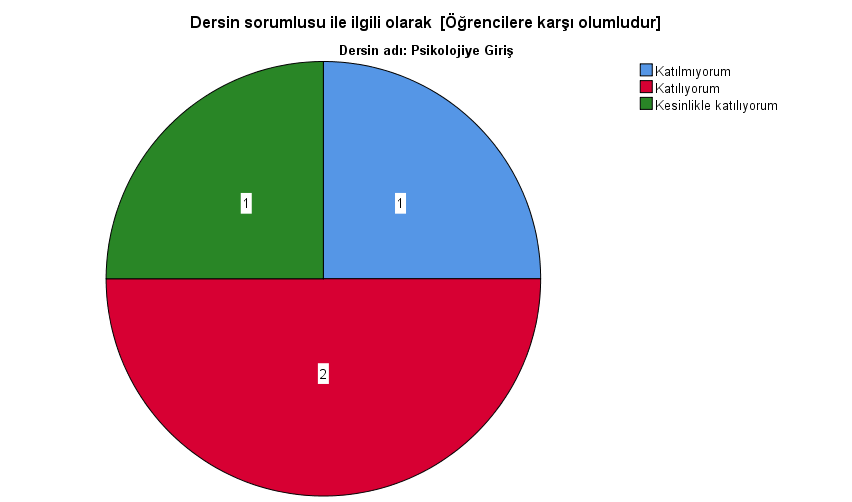 Dersin sorumlusu ile ilgili olarak  [Öğrencilere karşı olumludur]
Dersin adı: Psikolojiye Giriş
Katılmıyorum
Katılıyorum
Kesinlikle katılıyorum
1
1
2